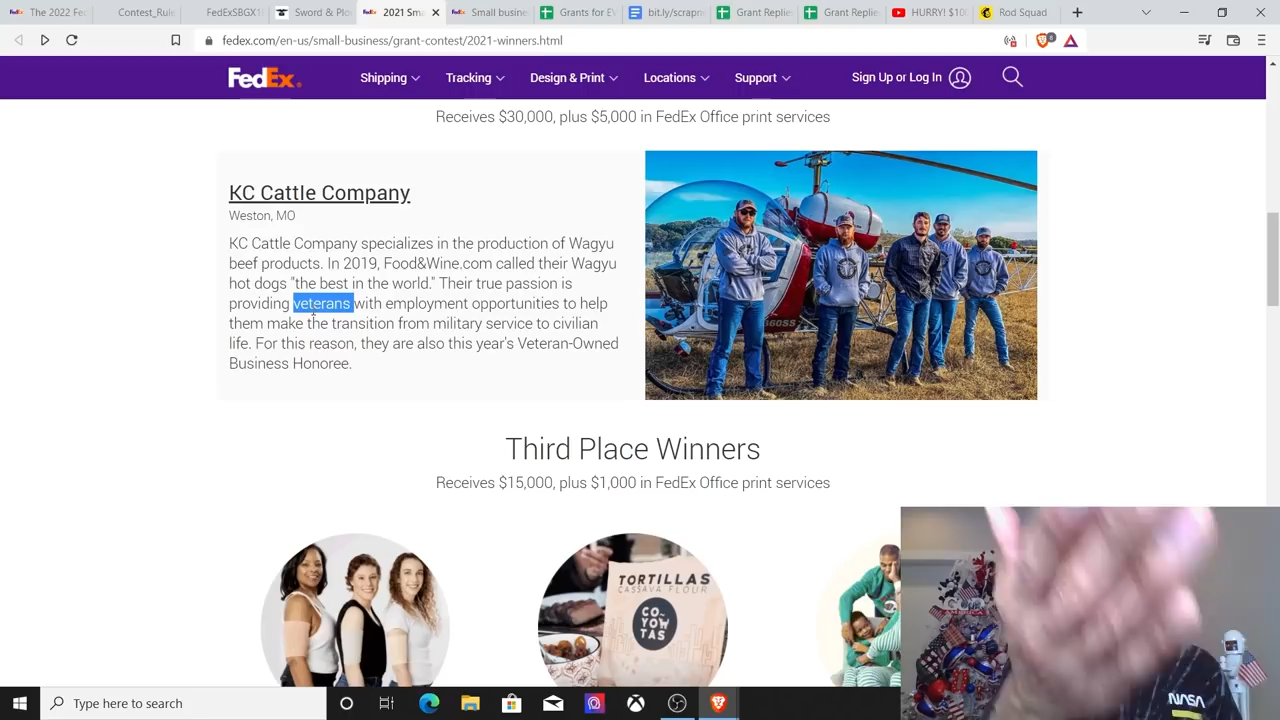 The 2022 Fed
Contest_Rule
FedExSBGX1
Sword & Plo
2021 Sma
Small busine
Grants for EV
bit.ly/scrapn
Grant Replie
Grant Replie
HURRY! $10
Rod Squad
fedex.com/en-us/small-business/grant-contest/2021-winners.html
FedEx
Shipping
Tracking
Design & Print
Locations
Support
Sign Up or Log In
Receives $30,000, plus $5,000 in FedEx Office print services
KC Cattle Company
Weston, MO
KC Cattle Company specializes in the production of Wagyu
beef products. In 2019, Food&Wine.com called their Wagyu
hot dogs "the best in the world." Their true passion is
providing veterans with employment opportunities to help
them make the transition from military service to civilian
life. For this reason, they are also this year's Veteran-Owned
Business Honoree.
Third Place Winners
Receives $15,000, plus $1,000 in FedEx Office print services
TORTILLAS
CASSAVA FLOUR
CO
YOW
TAS
NASA
Type here to search